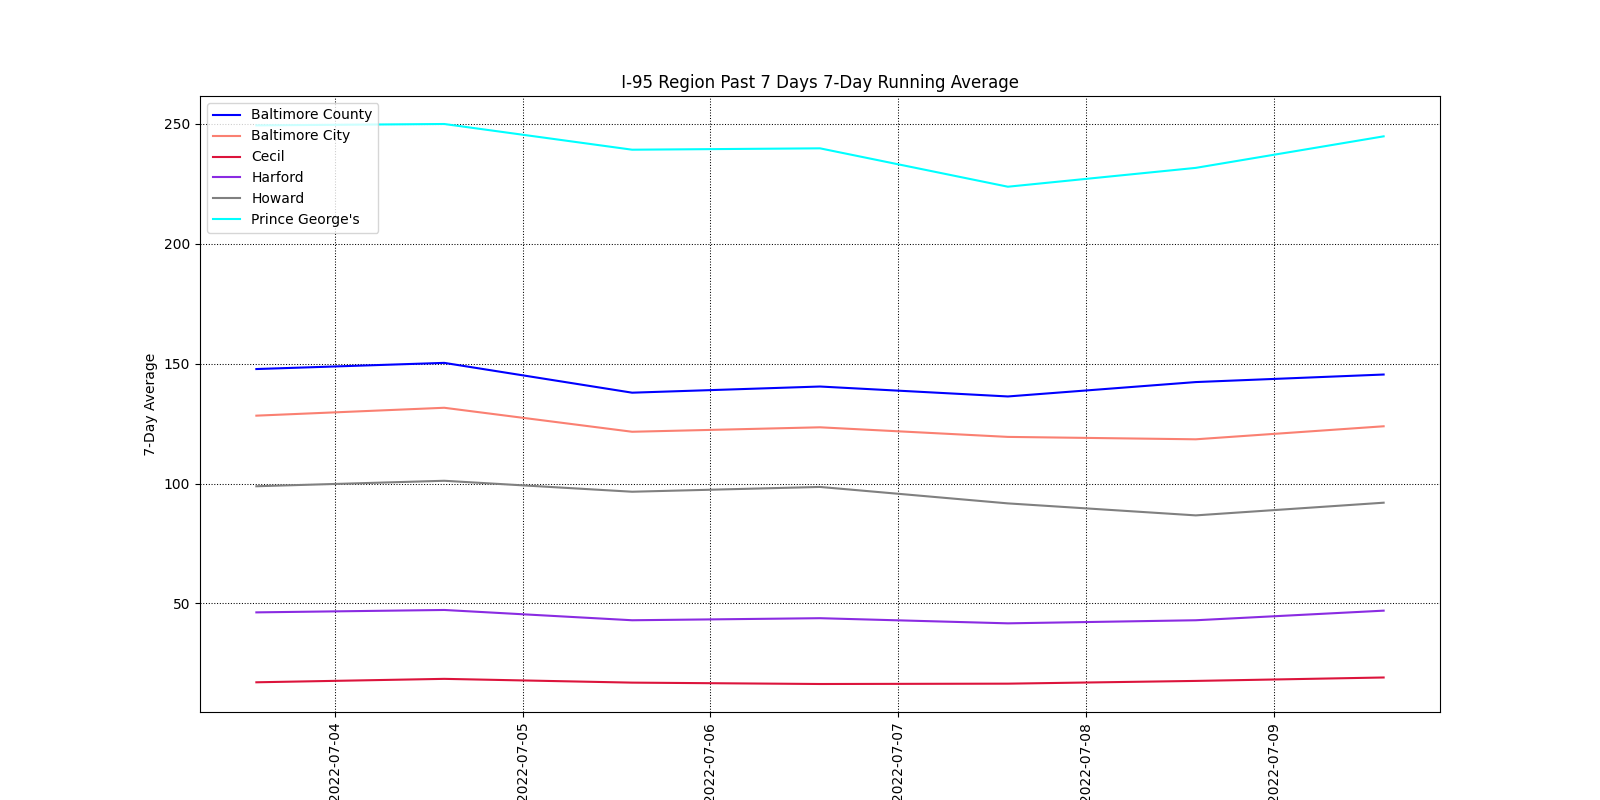 I-95 Region Past 7 Days 7-Day Running Average
Baltimore County
Baltimore City
Cecil
Harford
Howard
Prince George's
7-Day Average
250
200
150
100
50
2022-07-04
2022-07-05
2022-07-06
2022-07-07
2022-07-08
2022-07-09